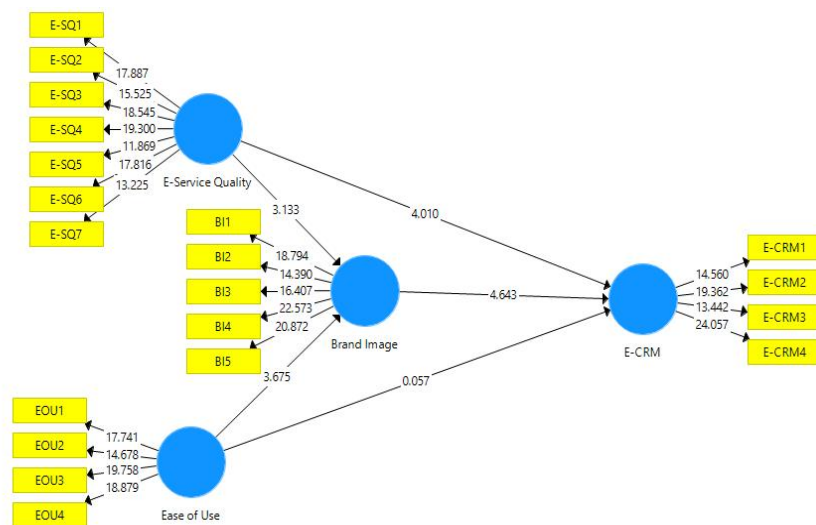 E-SQ1
E-SQ2
E-SQ3
E-SQ4
E-SQ5
E-SQ6
E-SQ7
17.887
15.525
18.545
19.300
11.869
17.816
13.225
E-Service Quality
3.133
4.010
BI1
BI2
BI3
BI4
BI5
18.794
14.390
16.407
22.573
20.872
Brand Image
4.643
3.675
0.057
E-CRM
14.560
19.362
13.442
24.057
E-CRM1
E-CRM2
E-CRM3
E-CRM4
EOU1
EOU2
EOU3
EOU4
17.741
14.678
19.758
18.879
Ease of Use